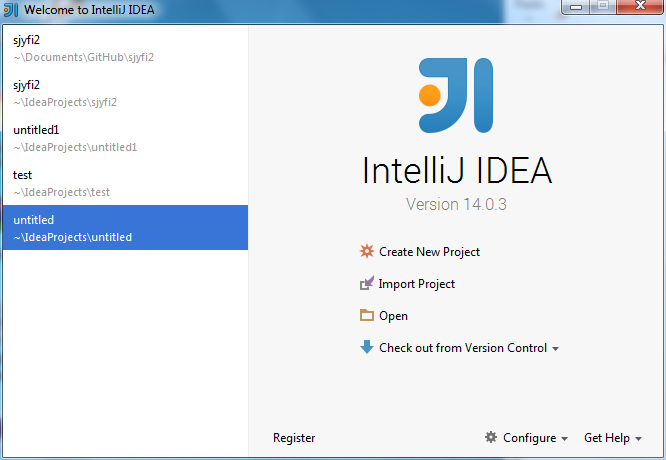 Welcome to IntelliJ IDEA
sjyfi2
~\Documents\GitHub\sjyfi2
sjyfi2
~\IdeaProjects\sjyfi2
untitled1
~\IdeaProjects\untitled1
test
~\IdeaProjects\test
untitled
~\IdeaProjects\untitled
IntelliJ IDEA
Version 14.0.3
Create New Project
Import Project
Open
Check out from Version Control
Register
Configure
Get Help